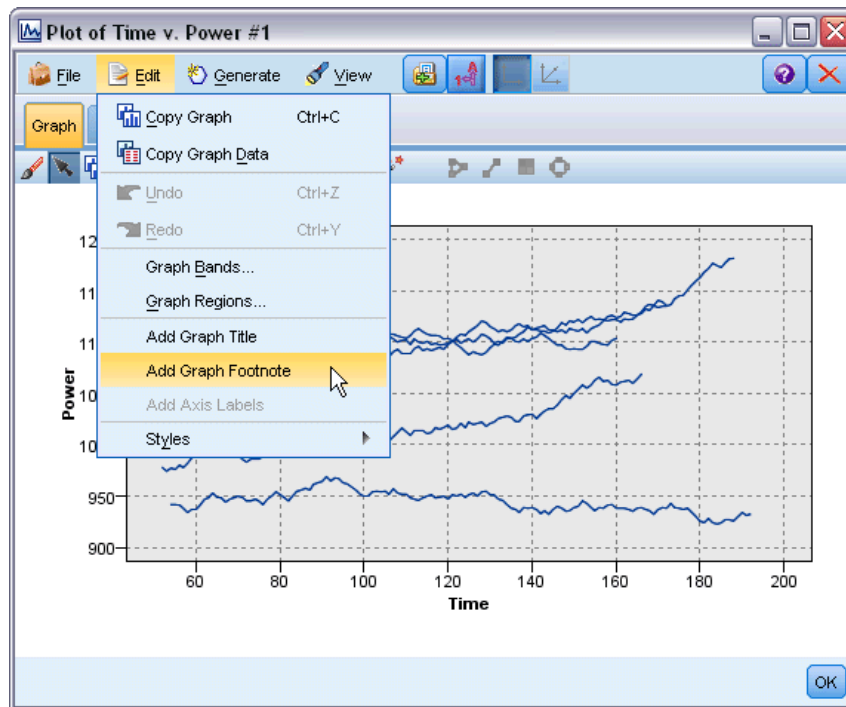 Plot of Time v. Power #1
File Edit Generate View
Graph
Copy Graph Ctrl+C
Copy Graph Data
Undo Ctrl+Z
Redo Ctrl+Y
Graph Bands...
Graph Regions...
Add Graph Title
Add Graph Footnote
Add Axis Labels
Styles
Power
950
900
60 80 100 120 140 160 180 200
Time
OK